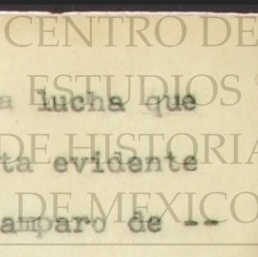 CENTRO DE
ESTUDIOS
DE HISTORIA
DE MEXICO
a lucha que
ta evidente
amparo de --